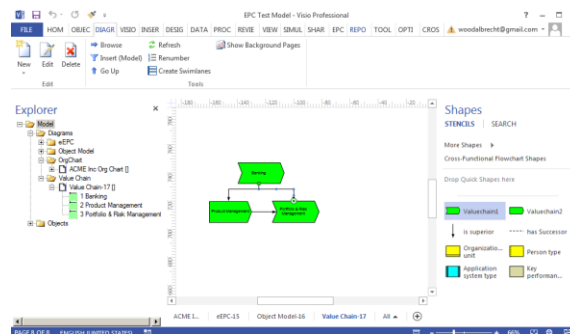 EPC Test Model - Visio Professional
FILE HOM OBJEC DIAGR VISIO INSER DESIG DATA PROC REVIE VIEW SIMUL SHAR EPC REPO TOOL OPTI CROS woodalbrecht@gmail.com
New Edit Delete
Browse
Insert (Model)
Go Up
Refresh
Renumber
Create Swimlanes
Show Background Pages
Edit Tools
Explorer
Model
Diagrams
eEPC
Object Model
OrgChart
ACME Inc Org Chart []
Value Chain
Value Chain-17 []
1 Banking
2 Product Management
3 Portfolio & Risk Management
Objects
Banking
Product Management
Portfolio & Risk Management
Shapes
STENCILS | SEARCH
More Shapes
Cross-Functional Flowchart Shapes
Drop Quick Shapes here
Valuechain1 Valuechain2
is superior has Successor
Organizatio... unit Person type
Application system type Key performan...
ACME I... eEPC-15 Object Model-16 Value Chain-17 All
PAGE 8 OF 8 ENGLISH (UNITED STATES) 66%